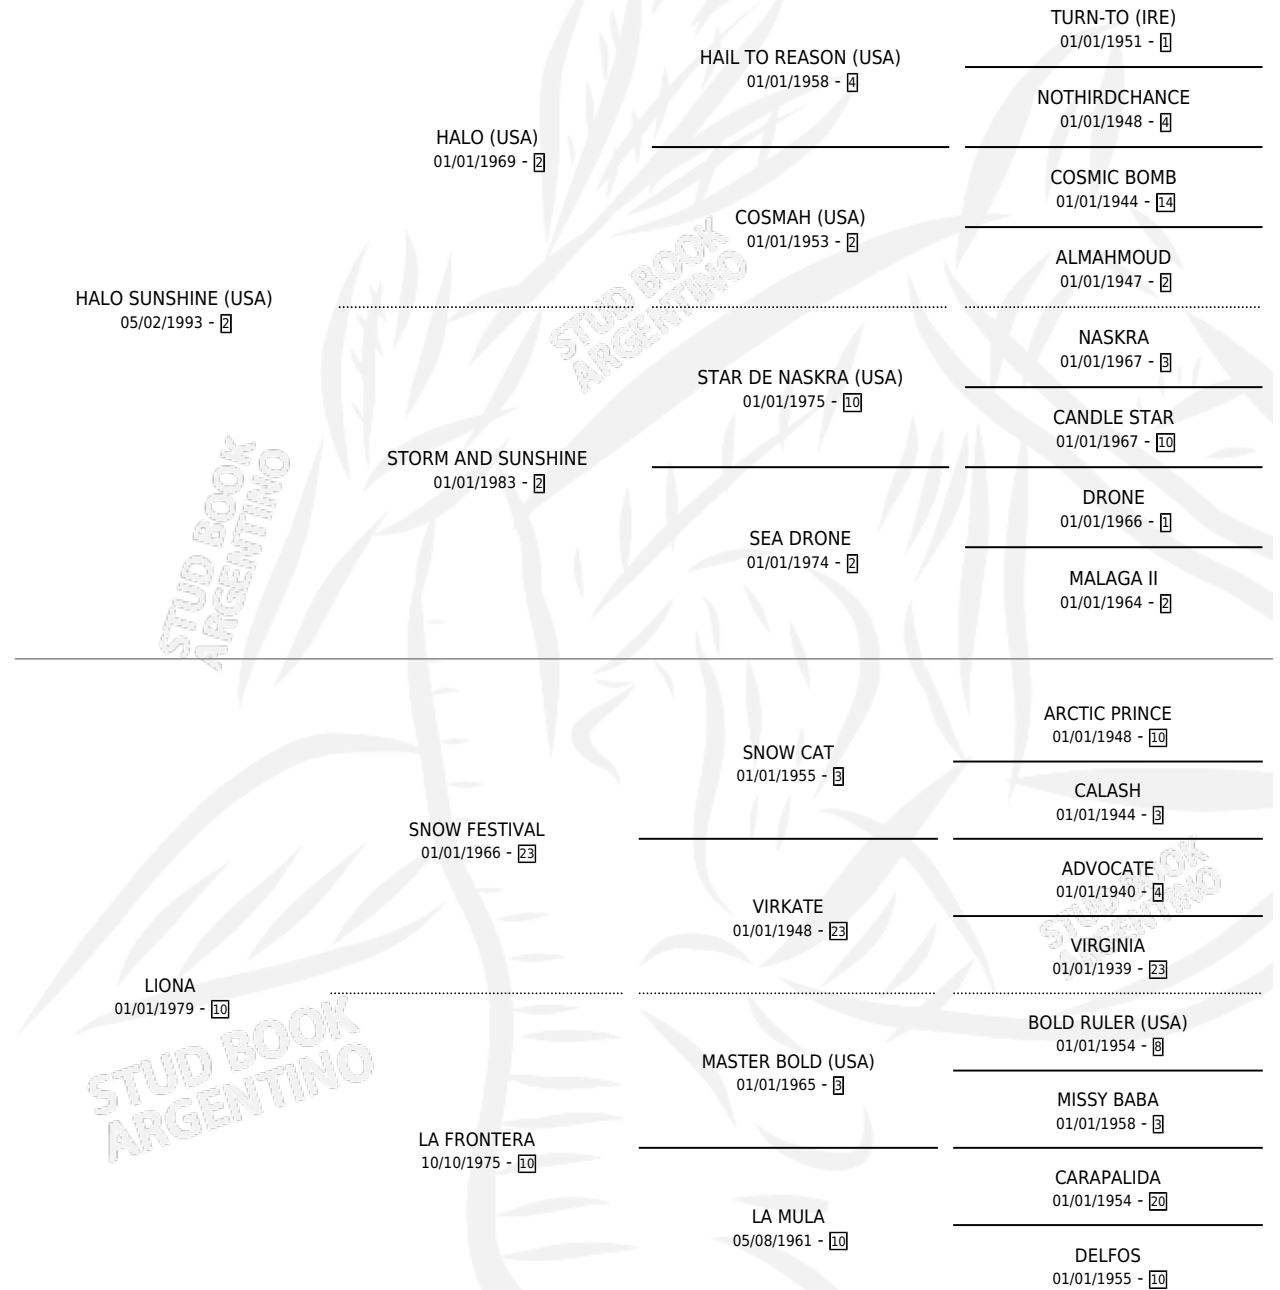 TURN-TO (IRE)
01/01/1951 - 1
HAIL TO REASON (USA)
01/01/1958 - 4
NOTHIRDCHANCE
01/01/1948 - 4
HALO (USA)
01/01/1969 - 2
COSMIC BOMB
01/01/1944 - 14
COSMAH (USA)
01/01/1953 - 2
ALMAHMOUD
01/01/1947 - 2
HALO SUNSHINE (USA)
05/02/1993 - 2
NASKRA
01/01/1967 - 3
STAR DE NASKRA (USA)
01/01/1975 - 10
CANDLE STAR
01/01/1967 - 10
STORM AND SUNSHINE
01/01/1983 - 2
DRONE
01/01/1966 - 1
SEA DRONE
01/01/1974 - 2
MALAGA II
01/01/1964 - 2
ARCTIC PRINCE
01/01/1948 - 10
SNOW CAT
01/01/1955 - 3
CALASH
01/01/1944 - 3
SNOW FESTIVAL
01/01/1966 - 23
ADVOCATE
01/01/1940 - 4
VIRKATE
01/01/1948 - 23
VIRGINIA
01/01/1939 - 23
LIONA
01/01/1979 - 10
BOLD RULER (USA)
01/01/1954 - 8
MASTER BOLD (USA)
01/01/1965 - 3
MISSY BABA
01/01/1958 - 3
LA FRONTERA
10/10/1975 - 10
CARAPALIDA
01/01/1954 - 20
LA MULA
05/08/1961 - 10
DELFOS
01/01/1955 - 10
STUD BOOK
ARGENTINO
STUD BOOK
ARGENTINO
STUD BOOK
ARGENTINO
STUD BOOK
ARGENTINO